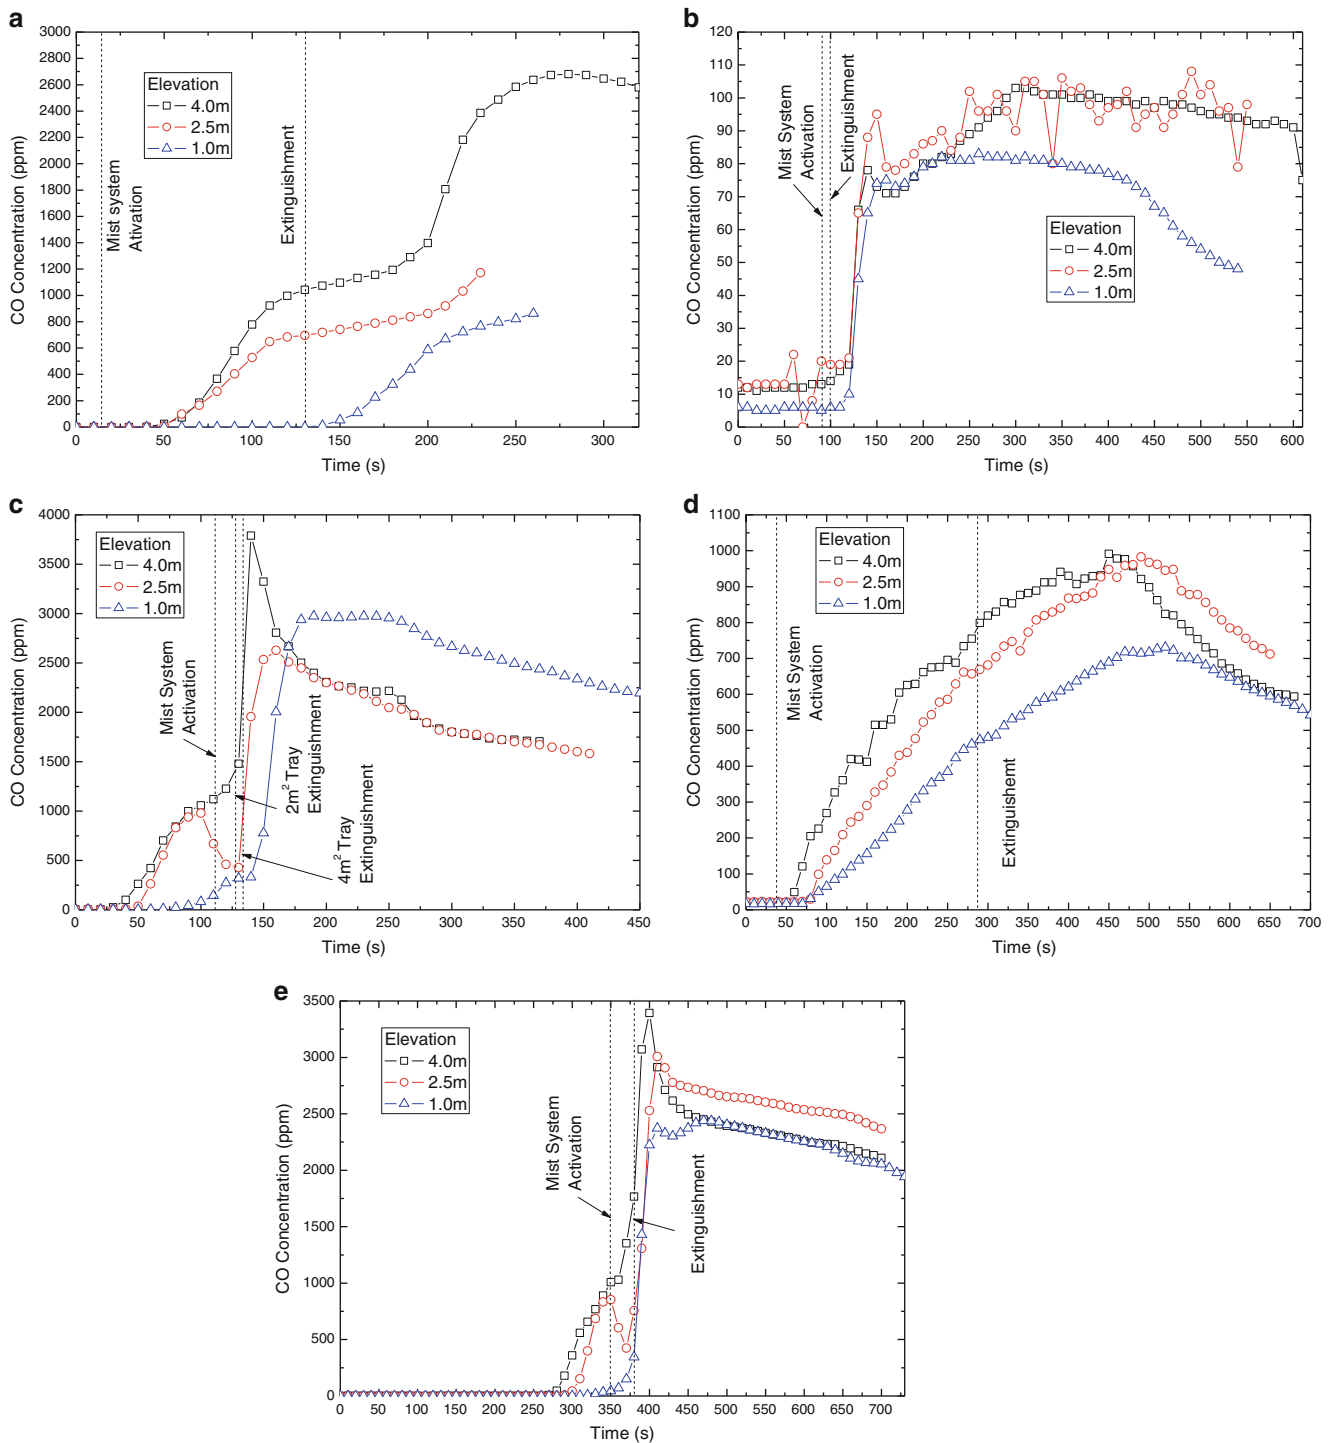 a
CO Concentration (ppm)
3000
2800
2600
2400
2200
2000
1800
1600
1400
1200
1000
800
600
400
200
0
Elevation
4.0m
2.5m
1.0m
Mist system
Ativation
Extinguishment
0 50 100 150 200 250 300
Time (s)
b
CO Concentration (ppm)
120
110
100
90
80
70
60
50
40
30
20
10
0
Mist System
Activation
Extinguishment
Elevation
4.0m
2.5m
1.0m
0 50 100 150 200 250 300 350 400 450 500 550 600
Time (s)
c
CO Concentration (ppm)
4000
3500
3000
2500
2000
1500
1000
500
0
Elevation
4.0m
2.5m
1.0m
Mist System
Activation
2m² Tray
Extinguishment
4m² Tray
Extinguishment
0 50 100 150 200 250 300 350 400 450
Time (s)
d
CO Concentration (ppm)
1100
1000
900
800
700
600
500
400
300
200
100
0
Elevation
4.0m
2.5m
1.0m
Mist System
Activation
Extinguishemt
0 50 100 150 200 250 300 350 400 450 500 550 600 650 700
Time (s)
e
CO Concentration (ppm)
3500
3000
2500
2000
1500
1000
500
0
Elevation
4.0m
2.5m
1.0m
Mist System
Activation
Extinguishment
0 50 100 150 200 250 300 350 400 450 500 550 600 650 700
Time (s)